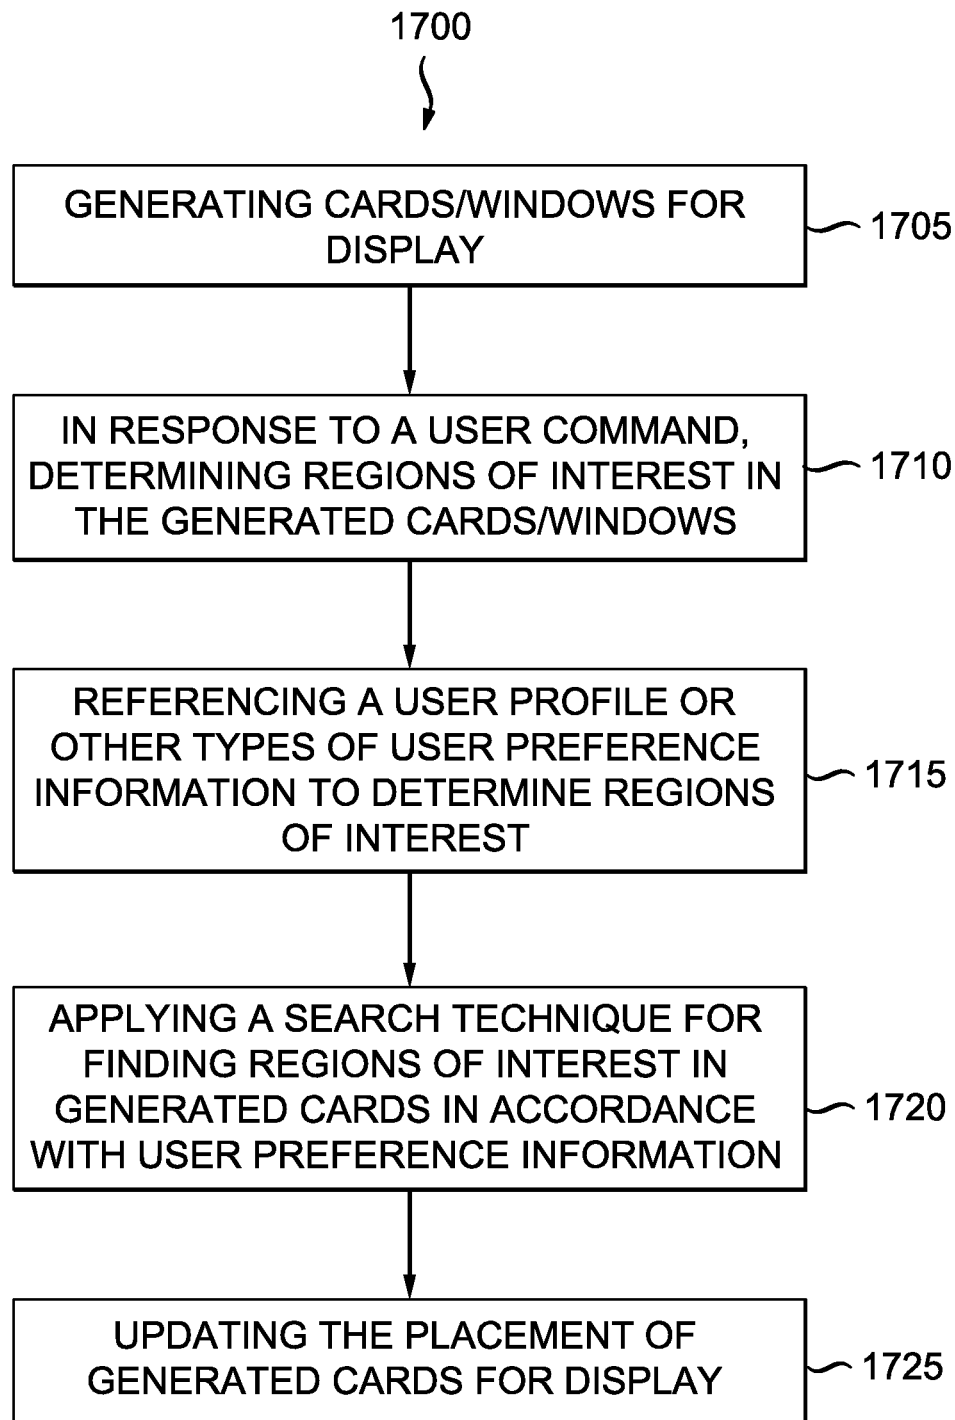 1700
GENERATING CARDS/WINDOWS FOR
DISPLAY
1705
IN RESPONSE TO A USER COMMAND,
DETERMINING REGIONS OF INTEREST IN
THE GENERATED CARDS/WINDOWS
1710
REFERENCING A USER PROFILE OR
OTHER TYPES OF USER PREFERENCE
INFORMATION TO DETERMINE REGIONS
OF INTEREST
1715
APPLYING A SEARCH TECHNIQUE FOR
FINDING REGIONS OF INTEREST IN
GENERATED CARDS IN ACCORDANCE
WITH USER PREFERENCE INFORMATION
1720
UPDATING THE PLACEMENT OF
GENERATED CARDS FOR DISPLAY
1725